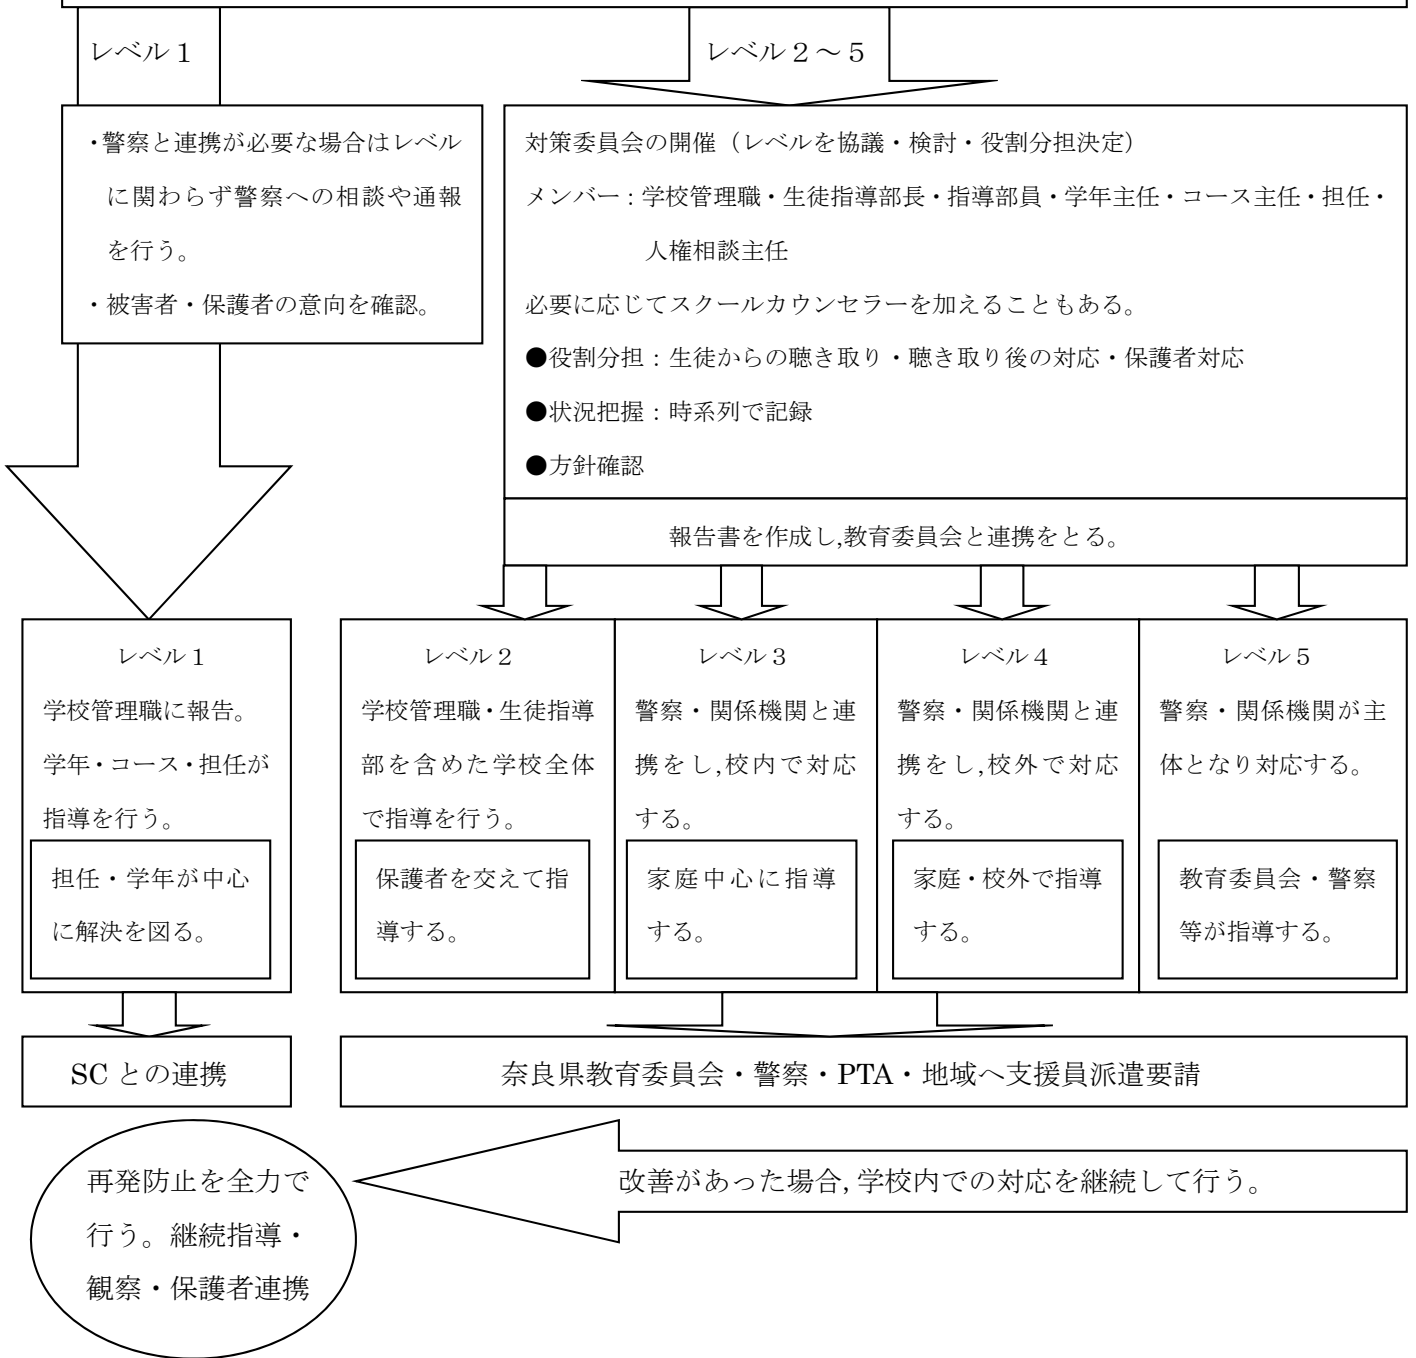 レベル１
レベル２～５
・警察と連携が必要な場合はレベル
に関わらず警察への相談や通報
を行う。
・被害者・保護者の意向を確認。
対策委員会の開催（レベルを協議・検討・役割分担決定）
メンバー：学校管理職・生徒指導部長・指導部員・学年主任・コース主任・担任・
人権相談主任
必要に応じてスクールカウンセラーを加えることもある。
●役割分担：生徒からの聴き取り・聴き取り後の対応・保護者対応
●状況把握：時系列で記録
●方針確認
報告書を作成し,教育委員会と連携をとる。
レベル１
学校管理職に報告。
学年・コース・担任が
指導を行う。
担任・学年が中心
に解決を図る。
レベル２
学校管理職・生徒指導
部を含めた学校全体
で指導を行う。
保護者を交えて指
導する。
レベル３
警察・関係機関と連
携をし,校内で対応
する。
家庭中心に指導
する。
レベル４
警察・関係機関と連
携をし,校外で対応
する。
家庭・校外で指導
する。
レベル５
警察・関係機関が主
体となり対応する。
教育委員会・警察
等が指導する。
SC との連携
奈良県教育委員会・警察・PTA・地域へ支援員派遣要請
改善があった場合,学校内での対応を継続して行う。
再発防止を全力で
行う。継続指導・
観察・保護者連携